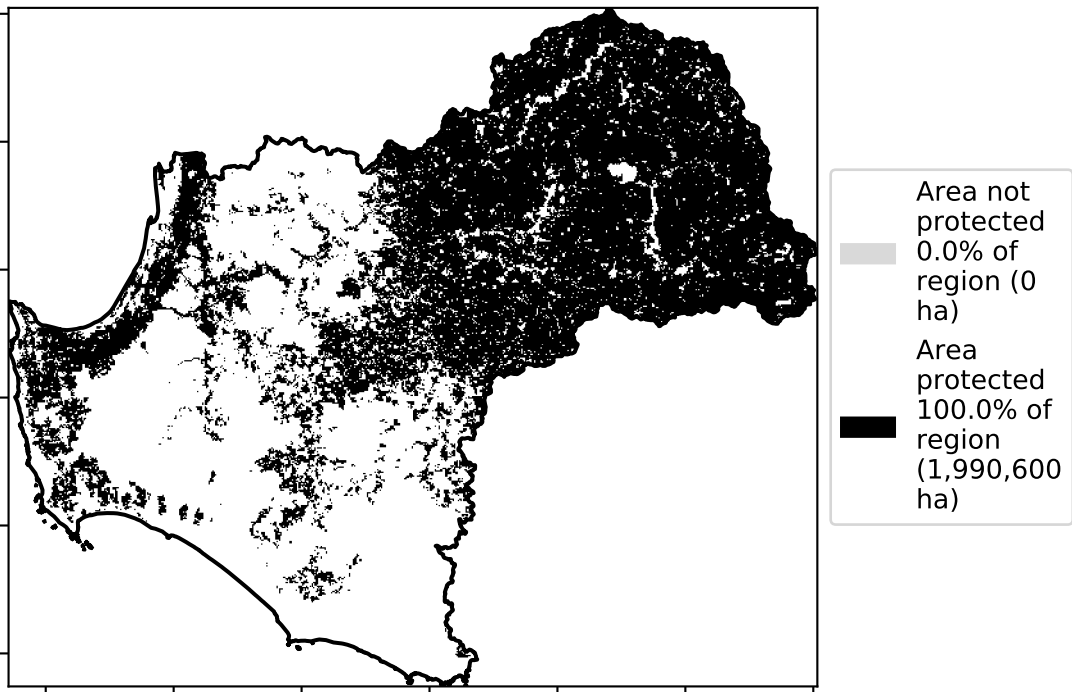 Area not
protected
0.0% of
region (0
ha)
Area
protected
100.0% of
region
(1,990,600
ha)